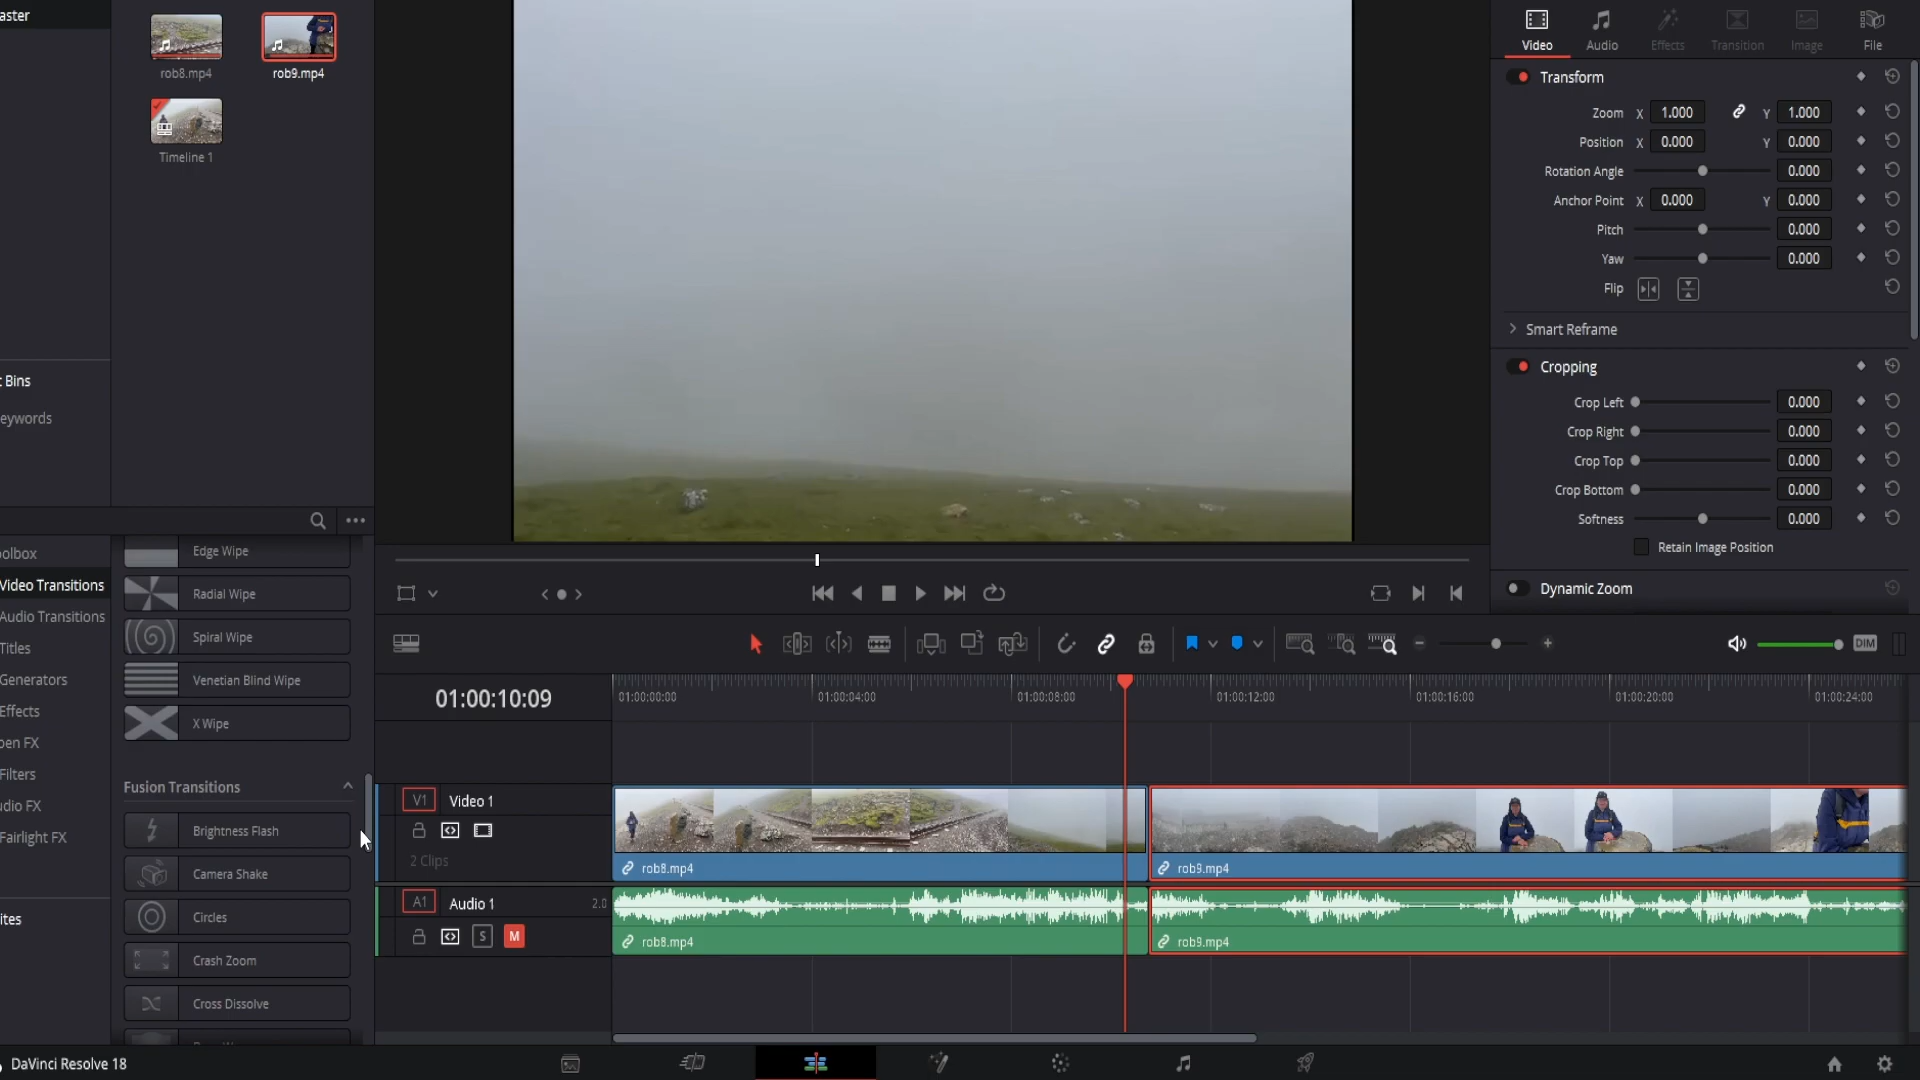 aster
rob8.mp4
rob9.mp4
Timeline 1
t Bins
eywords
oolbox
Video Transitions
Audio Transitions
Titles
Generators
Effects
pen FX
Filters
udio FX
Fairlight FX
ites
Edge Wipe
Radial Wipe
Spiral Wipe
Venetian Blind Wipe
X Wipe
Fusion Transitions
Brightness Flash
Camera Shake
Circles
Crash Zoom
Cross Dissolve
Video
Audio
Effects
Transition
Image
File
Transform
Zoom X 1.000 Y 1.000
Position X 0.000 Y 0.000
Rotation Angle 0.000
Anchor Point X 0.000 Y 0.000
Pitch 0.000
Yaw 0.000
Flip
Smart Reframe
Cropping
Crop Left 0.000
Crop Right 0.000
Crop Top 0.000
Crop Bottom 0.000
Softness 0.000
Retain Image Position
Dynamic Zoom
DIM
01:00:10:09
01:00:00:00
01:00:04:00
01:00:08:00
01:00:12:00
01:00:16:00
01:00:20:00
01:00:24:00
V1 Video 1
2 Clips
rob8.mp4
rob9.mp4
A1 Audio 1 2.0
S M
rob8.mp4
rob9.mp4
DaVinci Resolve 18